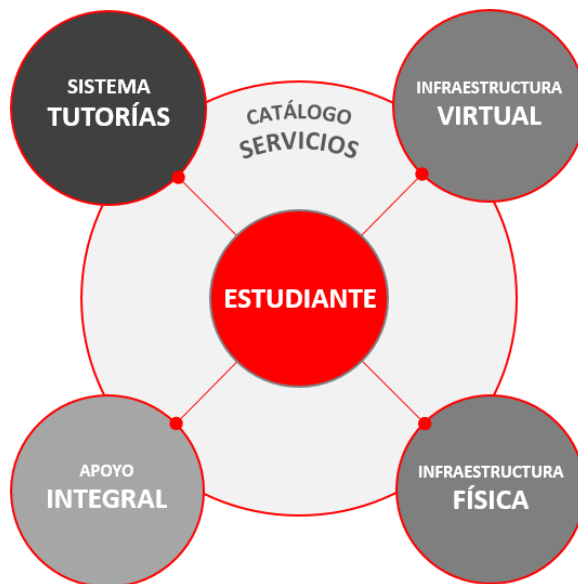 SISTEMA
TUTORÍAS
INFRAESTRUCTURA
VIRTUAL
CATÁLOGO
SERVICIOS
ESTUDIANTE
APOYO
INTEGRAL
INFRAESTRUCTURA
FÍSICA